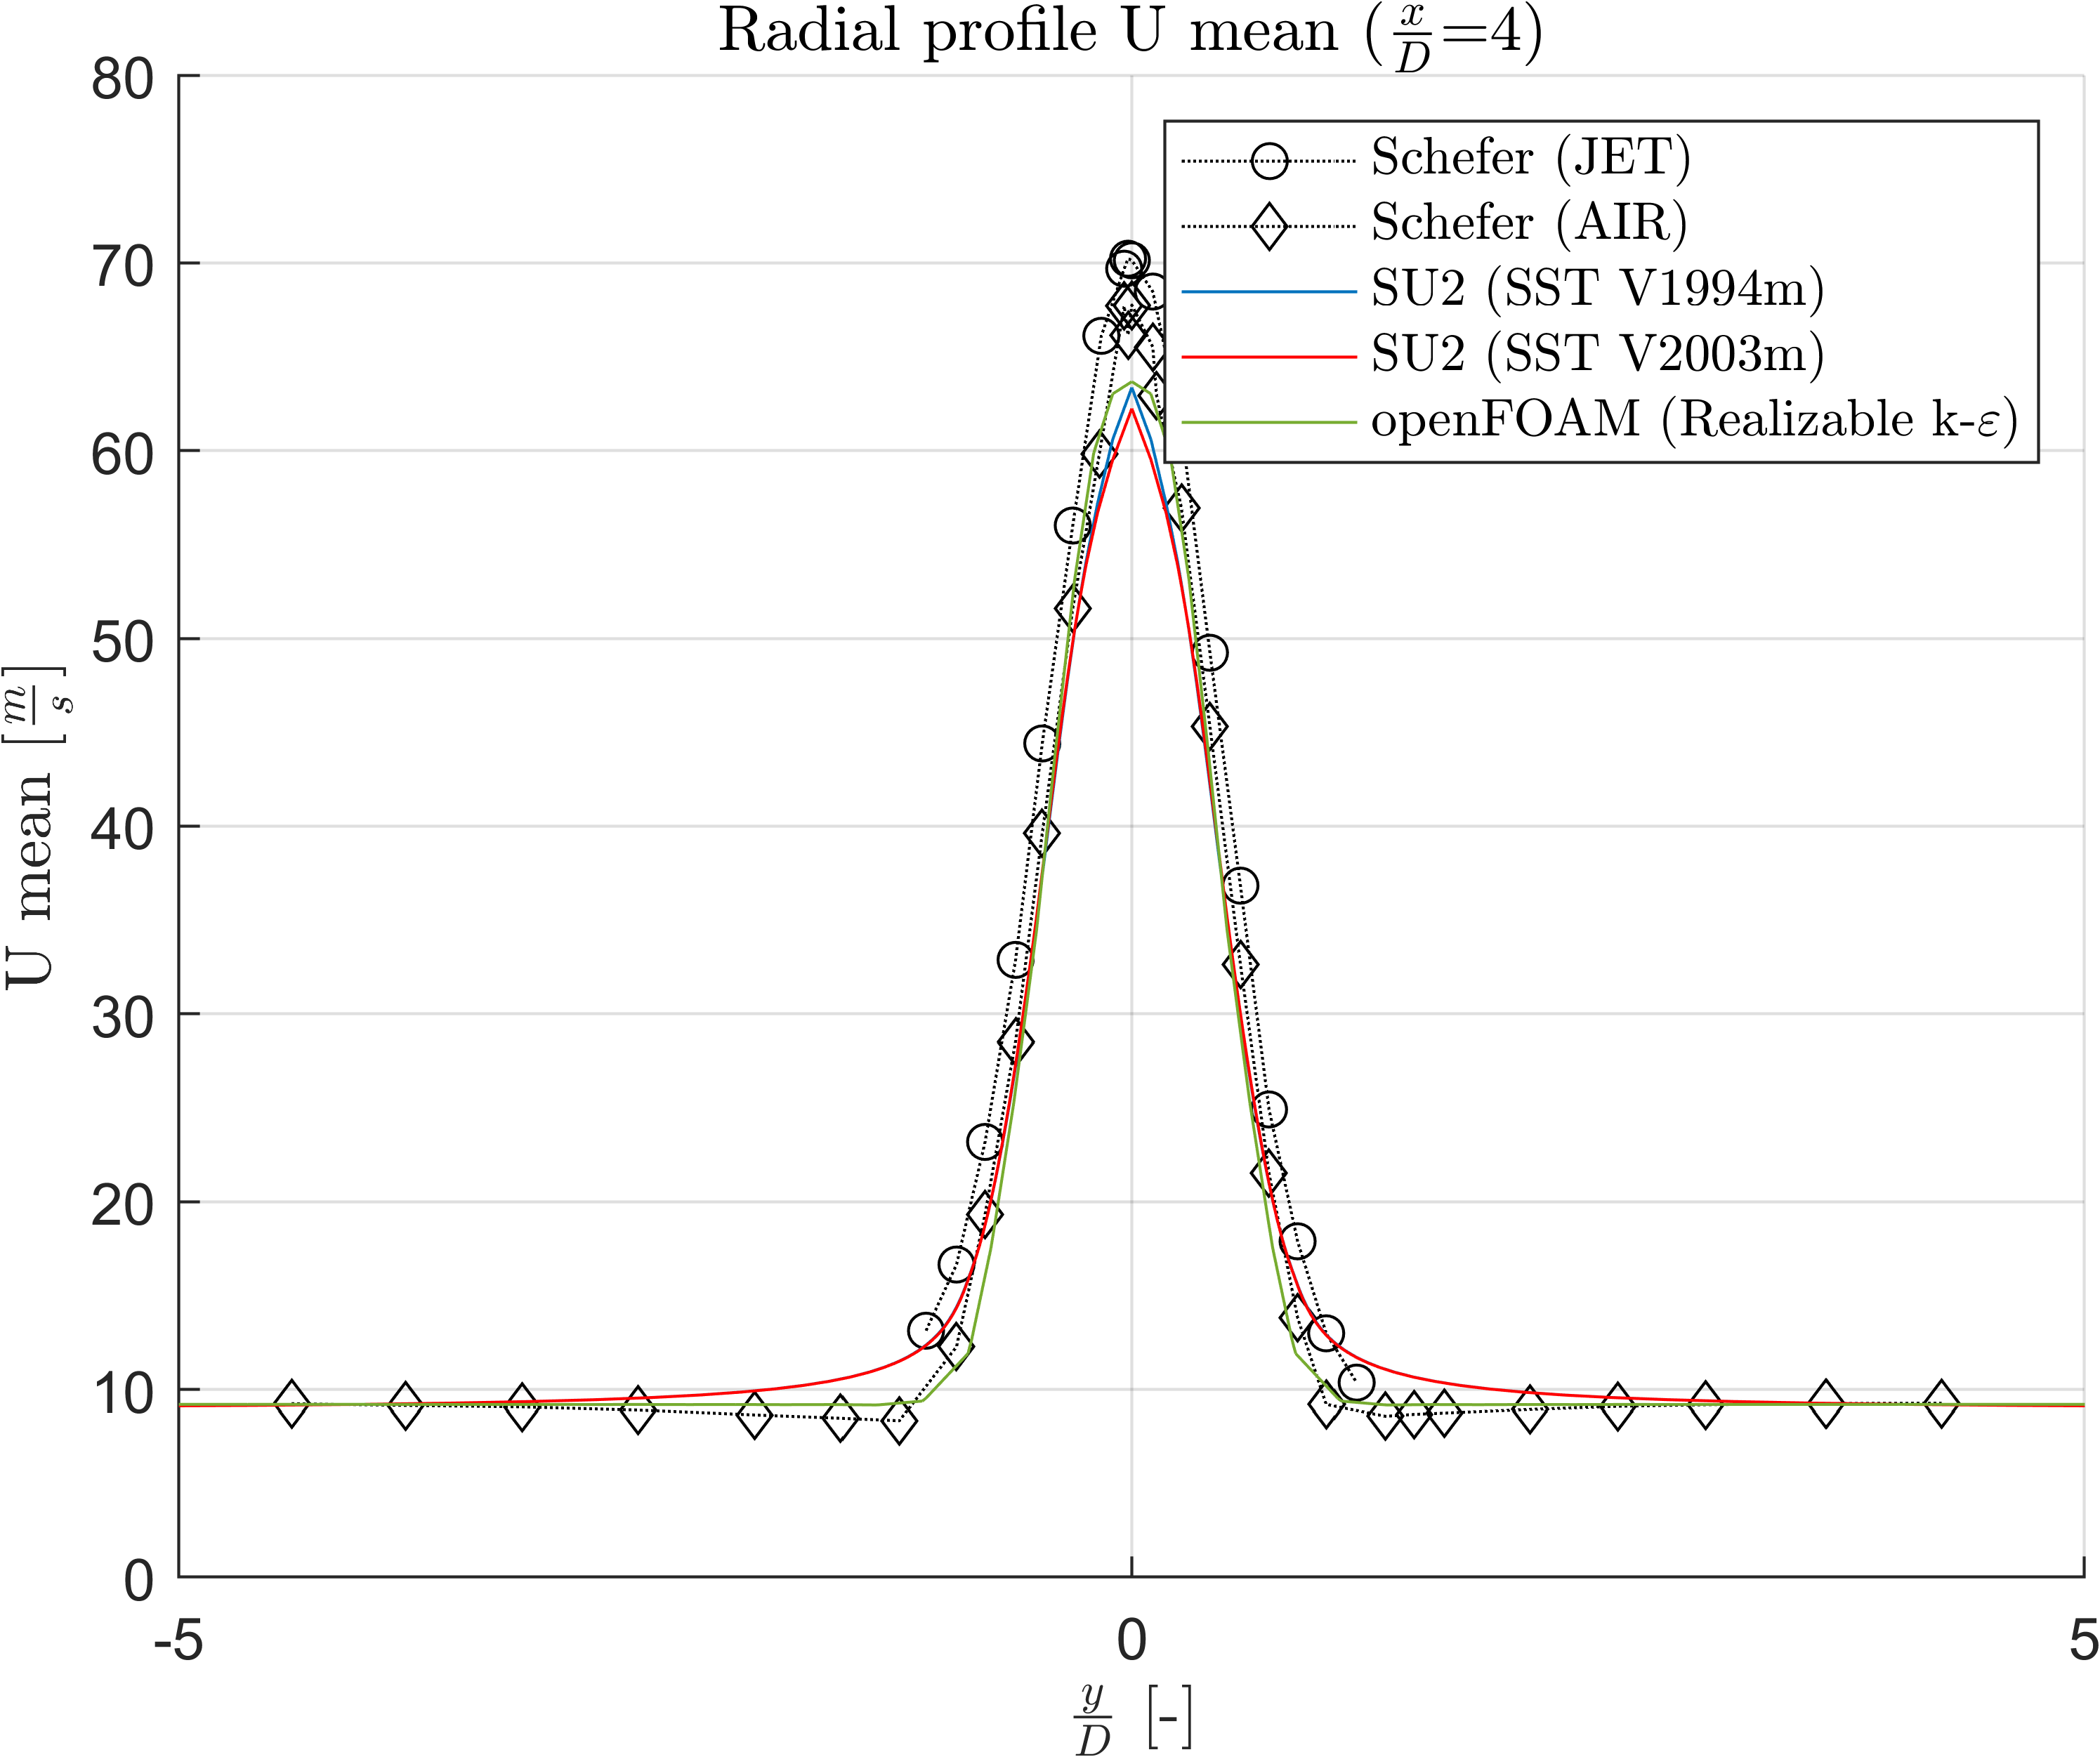 Radial profile U mean (x/D=4)
80
70
60
50
40
30
20
10
0
U mean [m/s]
Schefer (JET)
Schefer (AIR)
SU2 (SST V1994m)
SU2 (SST V2003m)
openFOAM (Realizable k-ε)
-5 0 5
y/D [-]